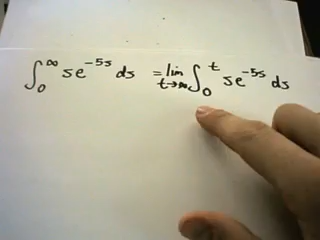 ∫₀^∞ se^{-5s} ds = lim_{t→∞} ∫₀^t se^{-5s} ds